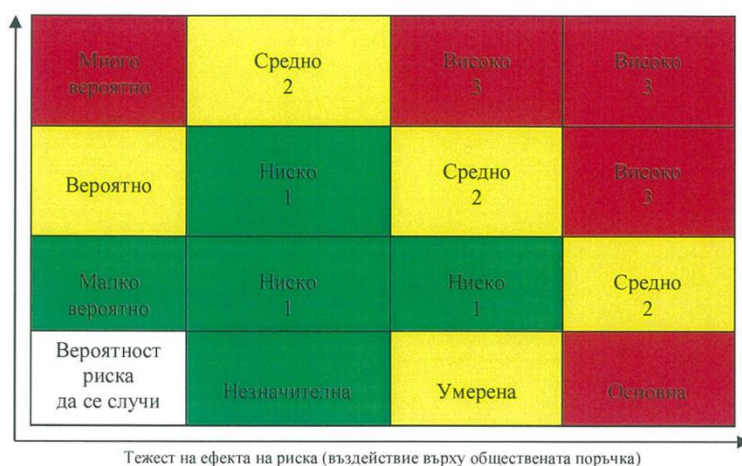 Много
вероятно
Средно
2
Високо
3
Високо
3
Вероятно
Ниско
1
Средно
2
Високо
3
Малко
вероятно
Ниско
1
Ниско
1
Средно
2
Вероятност
риска
да се случи
Незначителна
Умерена
Основна
Тежест на ефекта на риска (въздействие върху обществената поръчка)